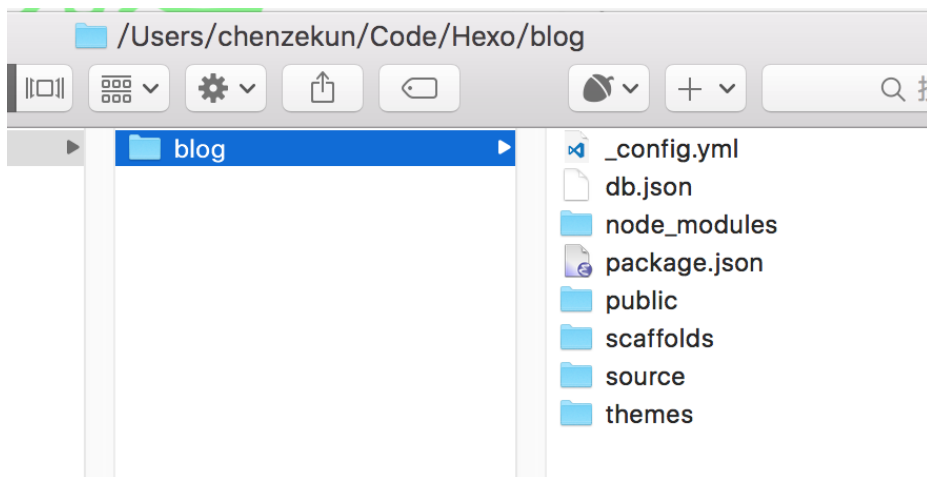 /Users/chenzekun/Code/Hexo/blog
blog
_config.yml
db.json
node_modules
package.json
public
scaffolds
source
themes